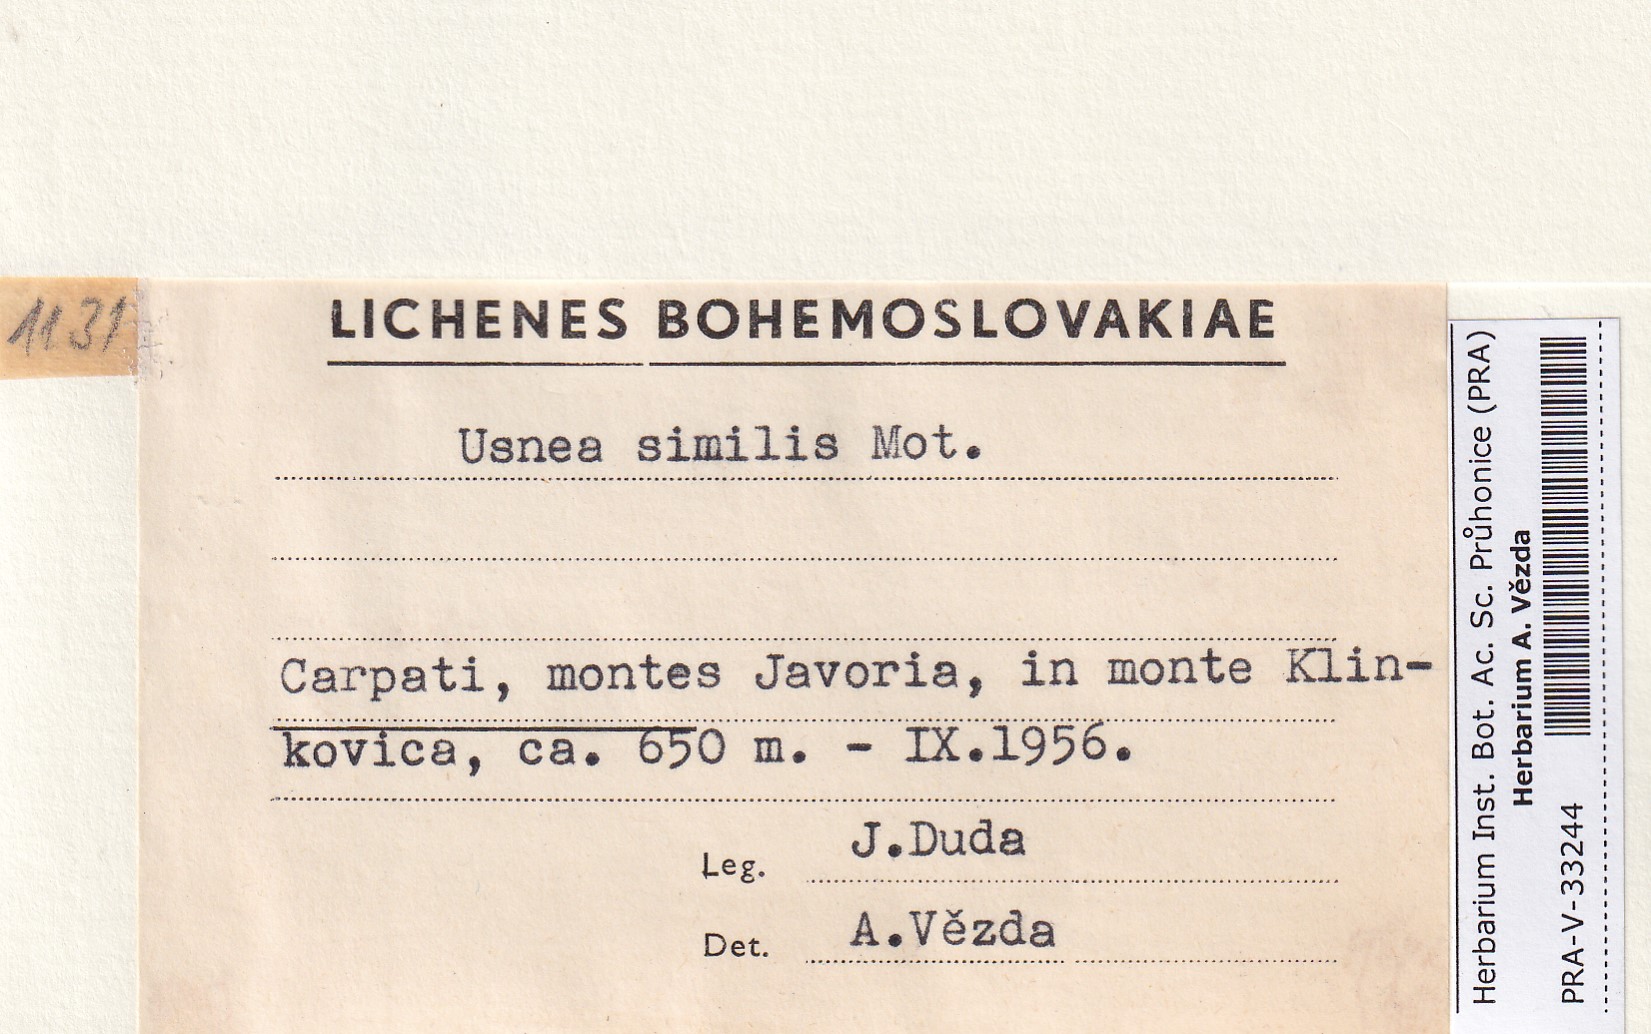 1131
LICHENES BOHEMOSLOVAKIAE
Usnea similis Mot.
Carpati, montes Javoria, in monte Klin-
kovica, ca. 650 m. - IX.1956.
Leg. J.Duda
Det. A.Vězda
Herbarium Inst. Bot. Ac. Sc. Průhonice (PRA)
Herbarium A. Vězda
PRA-V-33244